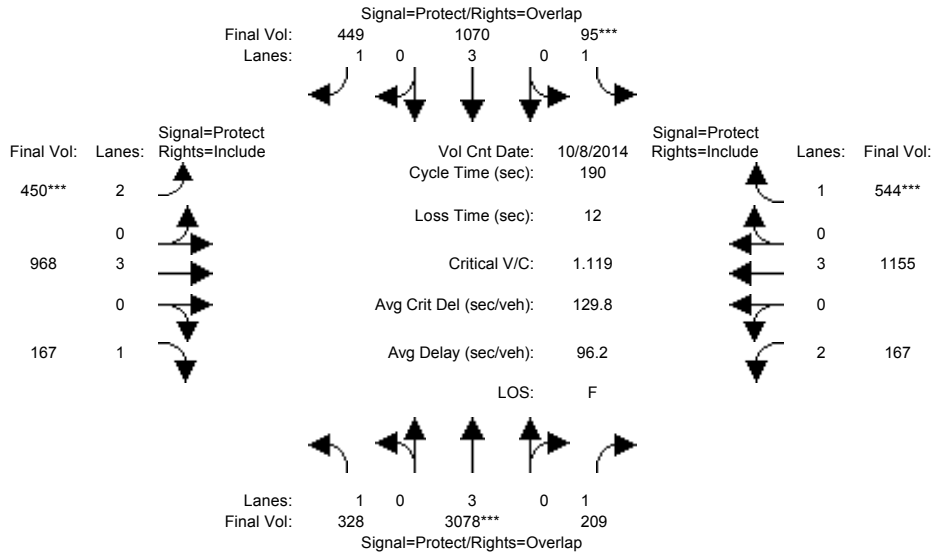 Signal=Protect/Rights=Overlap
Final Vol: 449 1070 95***
Lanes: 1 0 3 0 1
Signal=Protect Signal=Protect
Final Vol: Lanes: Rights=Include Vol Cnt Date: 10/8/2014 Rights=Include Lanes: Final Vol:
Cycle Time (sec): 190
450*** 2 1 544***
Loss Time (sec): 12
0 0
968 3 Critical V/C: 1.119 3 1155
0 Avg Crit Del (sec/veh): 129.8 0
167 1 Avg Delay (sec/veh): 96.2 2 167
LOS: F
Lanes: 1 0 3 0 1
Final Vol: 328 3078*** 209
Signal=Protect/Rights=Overlap